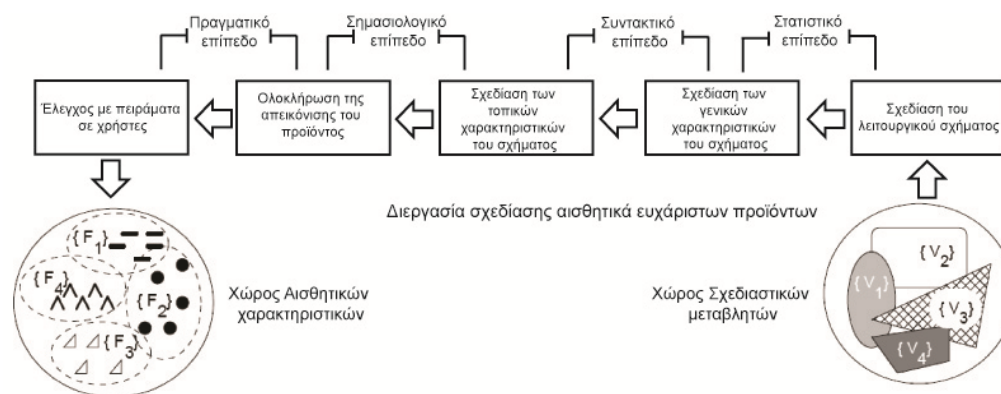 Πραγματικό
επίπεδο
Σημασιολογικό
επίπεδο
Συντακτικό
επίπεδο
Στατιστικό
επίπεδο
Έλεγχος με πειράματα
σε χρήστες
Ολοκλήρωση της
απεικόνισης του
προϊόντος
Σχεδίαση των
τοπικών
χαρακτηριστικών
του σχήματος
Σχεδίαση των
γενικών
χαρακτηριστικών
του σχήματος
Σχεδίαση του
λειτουργικού σχήματος
Διεργασία σχεδίασης αισθητικά ευχάριστων προϊόντων
{F1}
{F4}
{F2}
{F3}
Χώρος Αισθητικών
χαρακτηριστικών
Χώρος Σχεδιαστικών
μεταβλητών
{V2}
{V1}
{V3}
{V4}